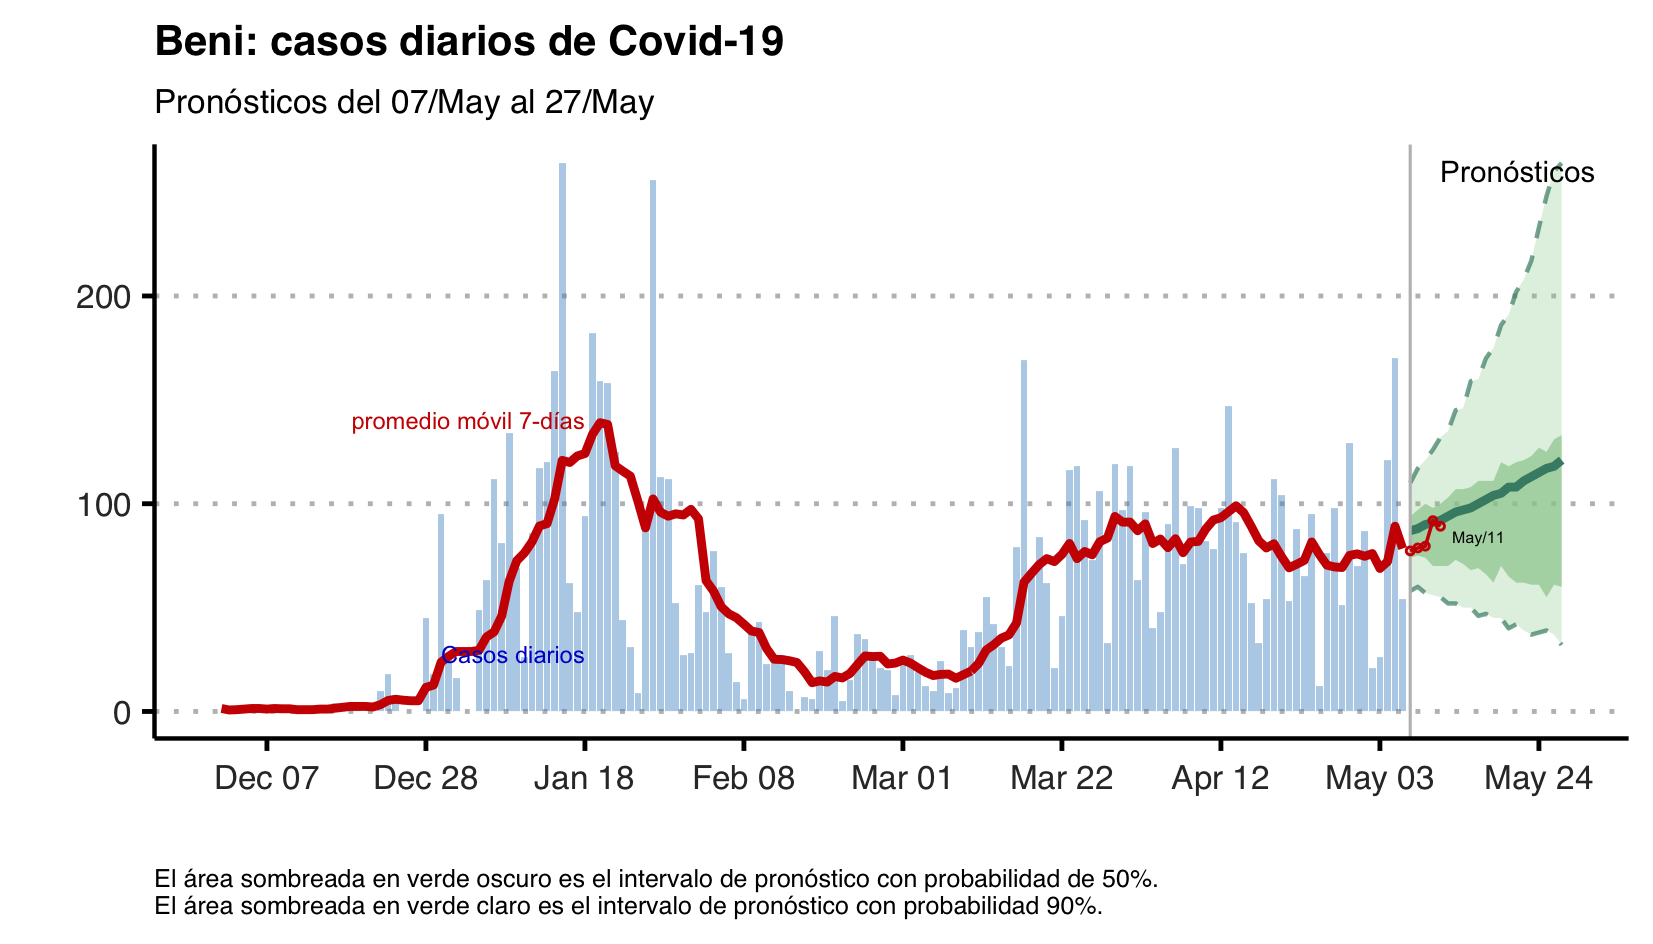 Beni: casos diarios de Covid-19
Pronósticos del 07/May al 27/May
Pronósticos
200
promedio móvil 7-días
100
May/11
Casos diarios
0
Dec 07 Dec 28 Jan 18 Feb 08 Mar 01 Mar 22 Apr 12 May 03 May 24
El área sombreada en verde oscuro es el intervalo de pronóstico con probabilidad de 50%.
El área sombreada en verde claro es el intervalo de pronóstico con probabilidad 90%.